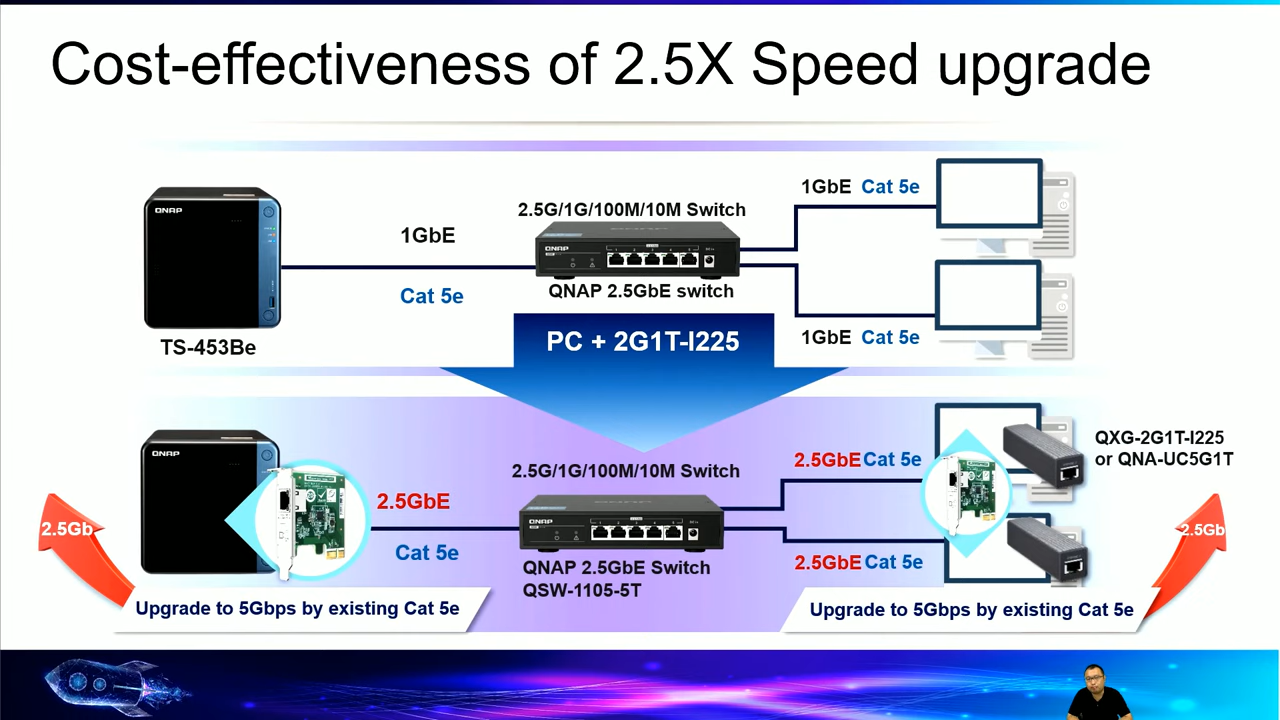 Cost-effectiveness of 2.5X Speed upgrade
QNAP
TS-453Be
1GbE
Cat 5e
2.5G/1G/100M/10M Switch
QNAP
QNAP 2.5GbE switch
1GbE Cat 5e
1GbE Cat 5e
PC + 2G1T-I225
QNAP
2.5Gb
2.5GbE
Cat 5e
Upgrade to 5Gbps by existing Cat 5e
2.5G/1G/100M/10M Switch
QNAP
QNAP 2.5GbE Switch
QSW-1105-5T
2.5GbE Cat 5e
2.5GbE Cat 5e
QXG-2G1T-I225
or QNA-UC5G1T
2.5Gb
Upgrade to 5Gbps by existing Cat 5e